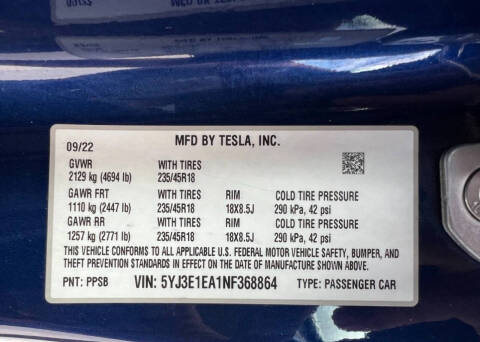 09/22 MFD BY TESLA, INC.
GVWR WITH TIRES
2129 kg (4694 lb) 235/45R18
GAWR FRT WITH TIRES RIM COLD TIRE PRESSURE
1110 kg (2447 lb) 235/45R18 18X8.5J 290 kPa, 42 psi
GAWR RR WITH TIRES RIM COLD TIRE PRESSURE
1257 kg (2771 lb) 235/45R18 18X8.5J 290 kPa, 42 psi
THIS VEHICLE CONFORMS TO ALL APPLICABLE U.S. FEDERAL MOTOR VEHICLE SAFETY, BUMPER, AND
THEFT PREVENTION STANDARDS IN EFFECT ON THE DATE OF MANUFACTURE SHOWN ABOVE.
PNT: PPSB VIN: 5YJ3E1EA1NF368864 TYPE: PASSENGER CAR